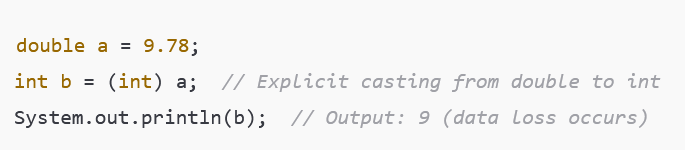 double a = 9.78;
int b = (int) a;  // Explicit casting from double to int
System.out.println(b);  // Output: 9 (data loss occurs)